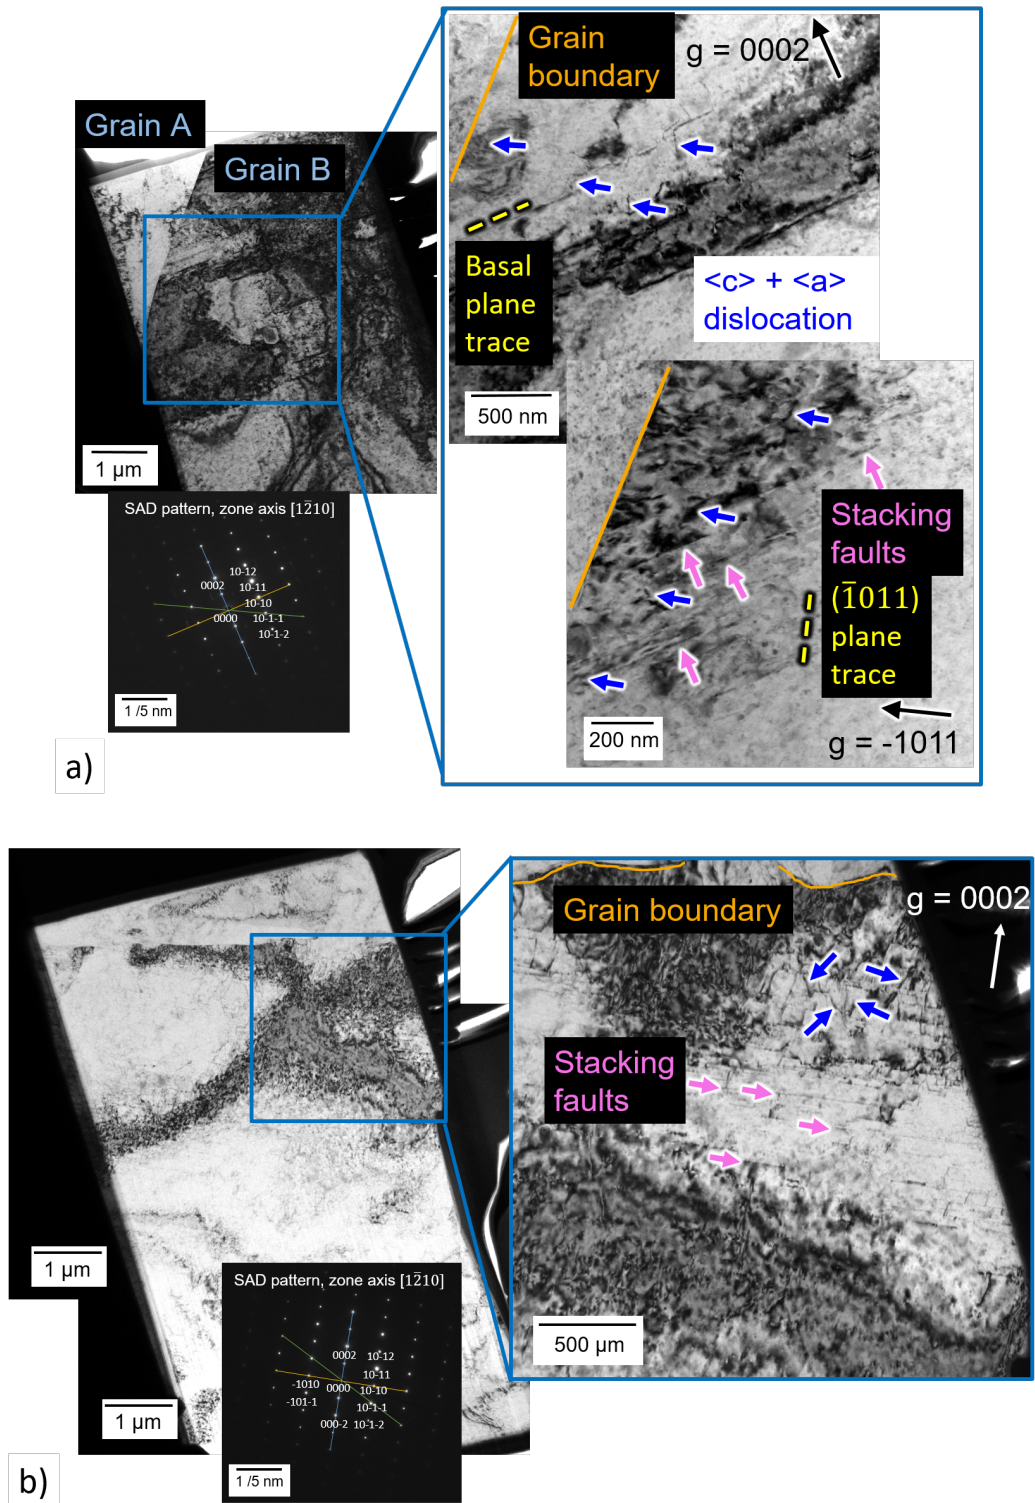 Grain A
Grain B
1 μm
SAD pattern, zone axis [11̄210]
0002
10-12
10-11
10-10
0000
10-1-1
10-1-2
1 /5 nm
a)
Grain
boundary
g = 0002
Basal
plane
trace
<c> + <a>
dislocation
500 nm
Stacking
faults
(1̄011)
plane
trace
200 nm
g = -1011
1 μm
1 μm
SAD pattern, zone axis [11̄210]
0002
10-12
10-11
-1010
0000
10-10
-101-1
10-1-1
000-2
10-1-2
1 /5 nm
b)
Grain boundary
g = 0002
Stacking
faults
500 μm